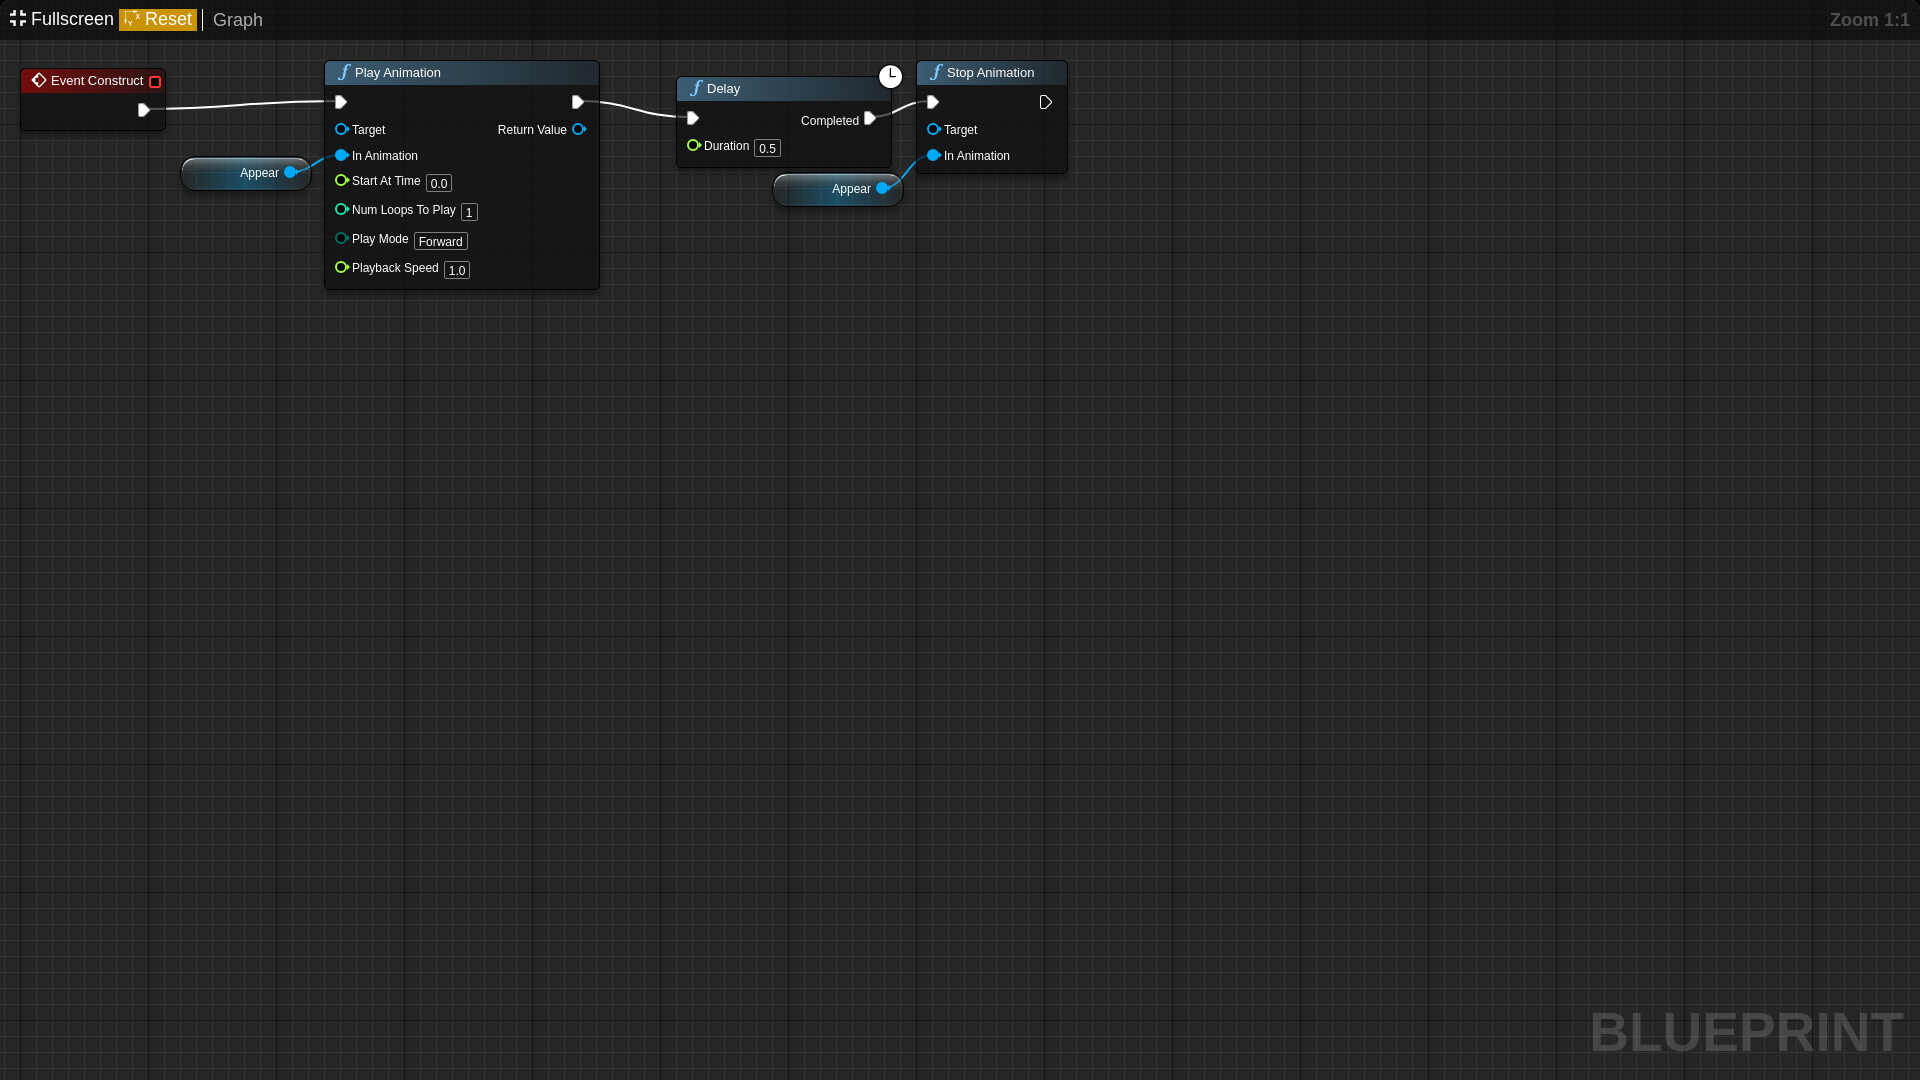 Fullscreen Reset Graph Zoom 1:1
Event Construct
Play Animation
Target Return Value
In Animation
Start At Time 0.0
Num Loops To Play 1
Play Mode Forward
Playback Speed 1.0
Appear
Delay
Completed
Duration 0.5
Appear
Stop Animation
Target
In Animation
BLUEPRINT